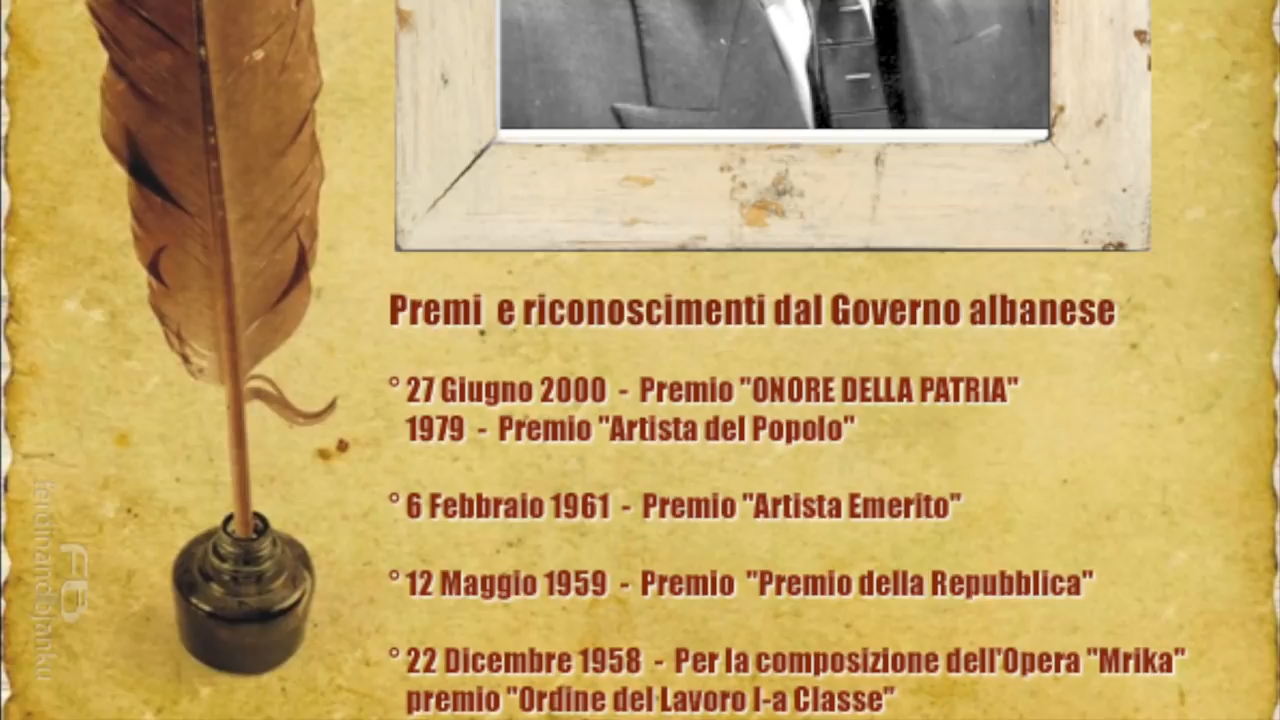 Premi e riconoscimenti dal Governo albanese
° 27 Giugno 2000 - Premio "ONORE DELLA PATRIA"
1979 - Premio "Artista del Popolo"
° 6 Febbraio 1961 - Premio "Artista Emerito"
° 12 Maggio 1959 - Premio "Premio della Repubblica"
° 22 Dicembre 1958 - Per la composizione dell'Opera "Mrika"
premio "Ordine del Lavoro I-a Classe"
FB